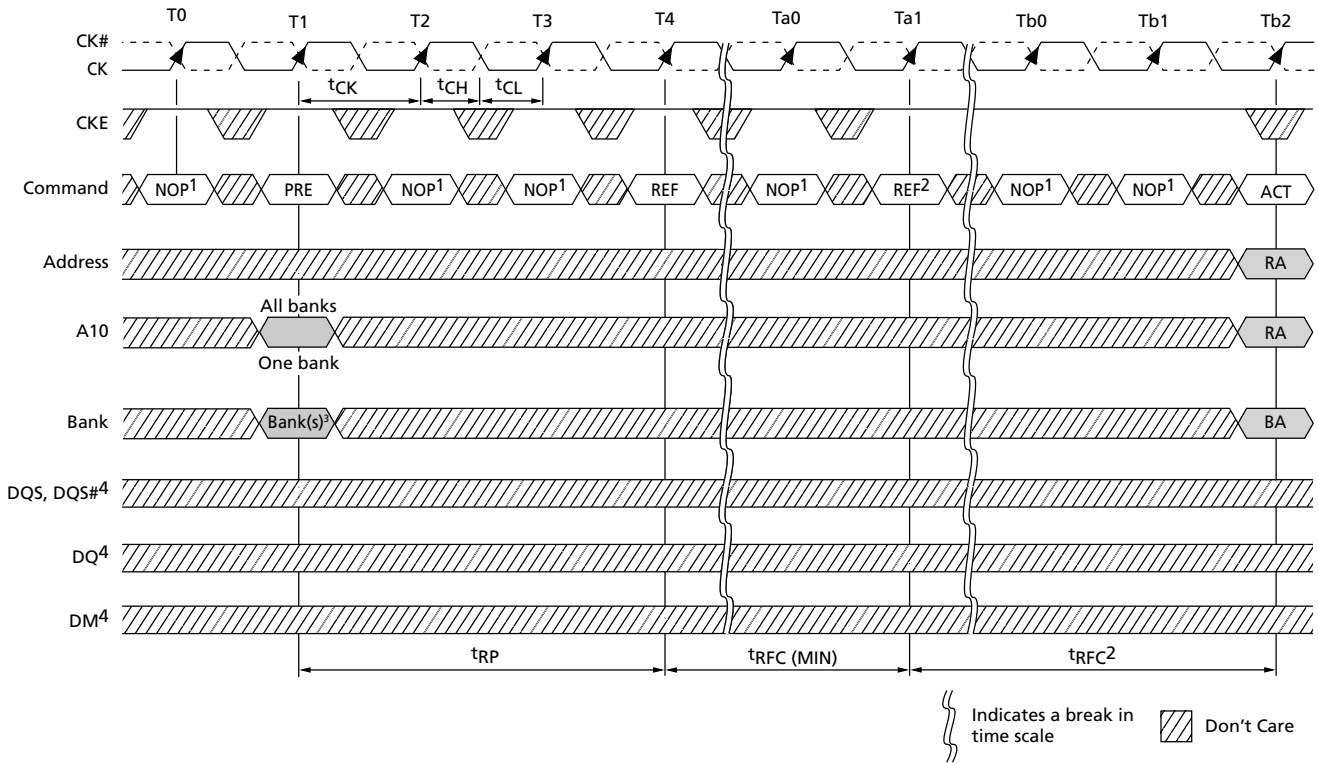 T0 T1 T2 T3 T4 Ta0 Ta1 Tb0 Tb1 Tb2
CK#
CK
tCK tCH tCL
CKE
Command NOP1 PRE NOP1 NOP1 REF NOP1 REF2 NOP1 NOP1 ACT
Address RA
All banks
A10 RA
One bank
Bank Bank(s)3 BA
DQS, DQS#4
DQ4
DM4
tRP tRFC (MIN) tRFC2
Indicates a break in
time scale
Don't Care